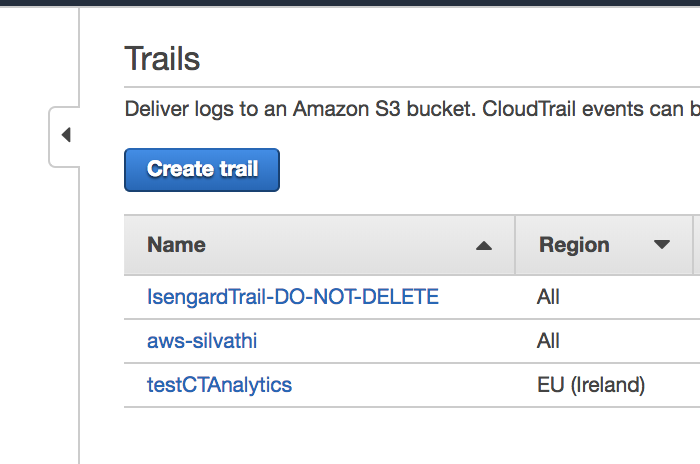 Trails
Deliver logs to an Amazon S3 bucket. CloudTrail events can b
Create trail
Name Region
IsengardTrail-DO-NOT-DELETE All
aws-silvathi All
testCTAnalytics EU (Ireland)